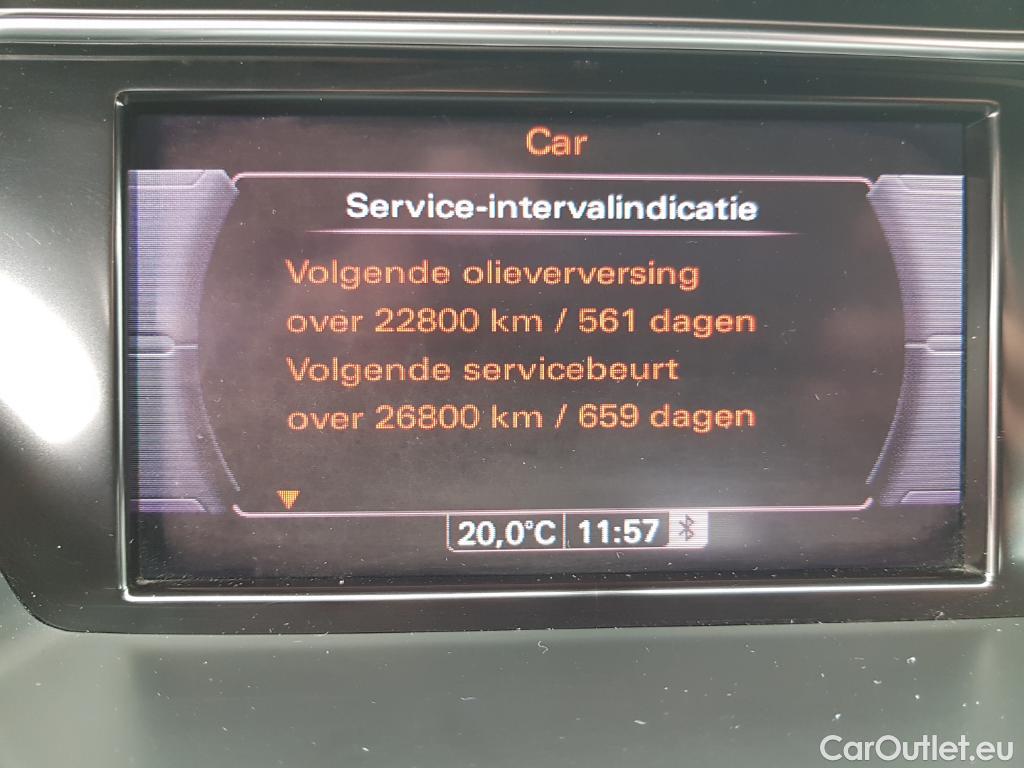 Car
Service-intervalindicatie
Volgende olieverversing
over 22800 km / 561 dagen
Volgende servicebeurt
over 26800 km / 659 dagen
20,0°C 11:57
CarOutlet.eu